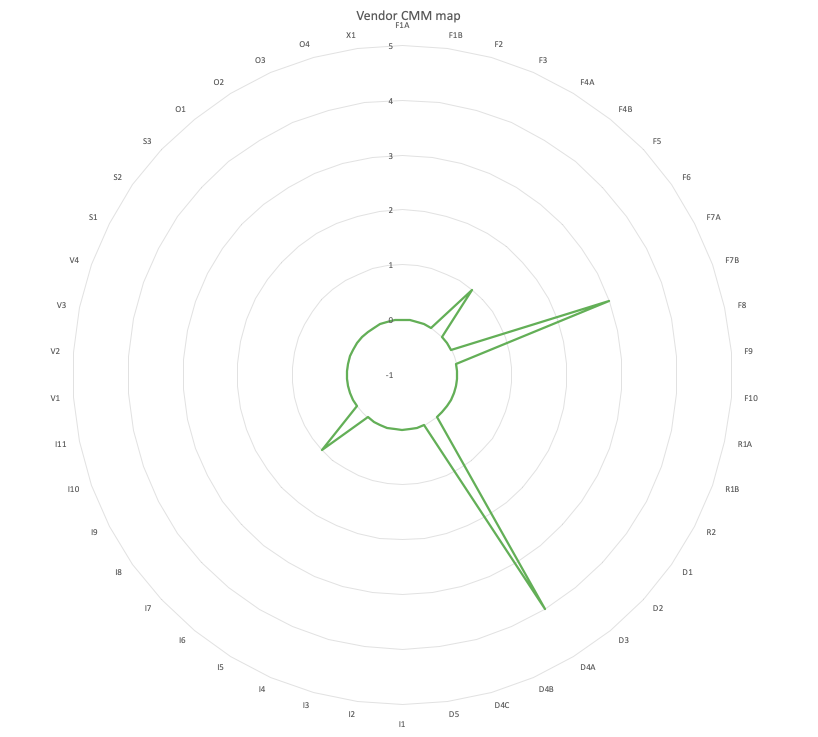 Vendor CMM map
F1A
F1B
F2
F3
F4A
F4B
F5
F6
F7A
F7B
F8
F9
F10
R1A
R1B
R2
D1
D2
D3
D4A
D4B
D4C
D5
I1
I2
I3
I4
I5
I6
I7
I8
I9
I10
I11
V1
V2
V3
V4
S1
S2
S3
O1
O2
O3
O4
X1
5
4
3
2
1
0
-1